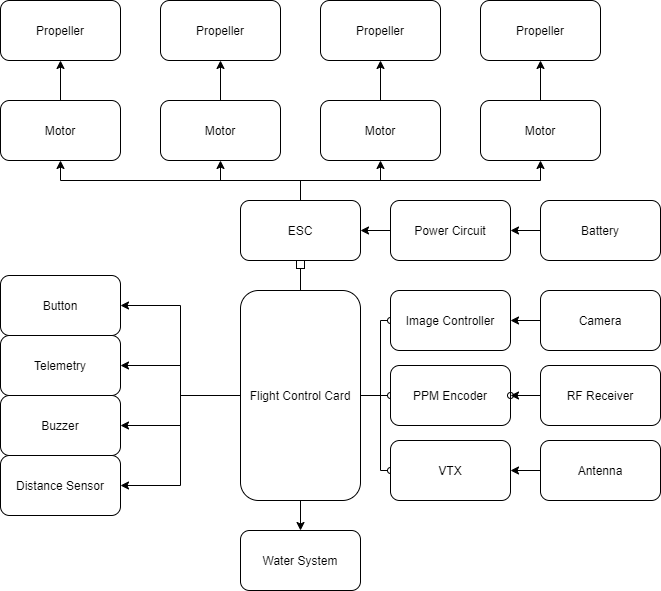 Propeller
Propeller
Propeller
Propeller
Motor
Motor
Motor
Motor
ESC
Power Circuit
Battery
Button
Telemetry
Buzzer
Distance Sensor
Flight Control Card
Image Controller
Camera
PPM Encoder
RF Receiver
VTX
Antenna
Water System